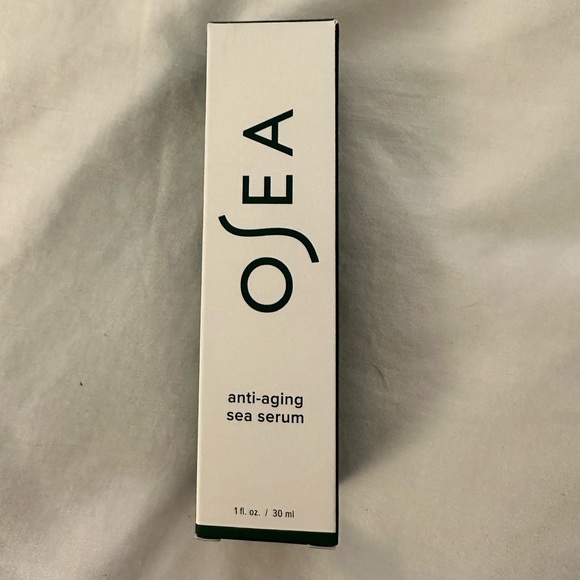 OSEA
anti-aging
sea serum
1 fl. oz. / 30 ml